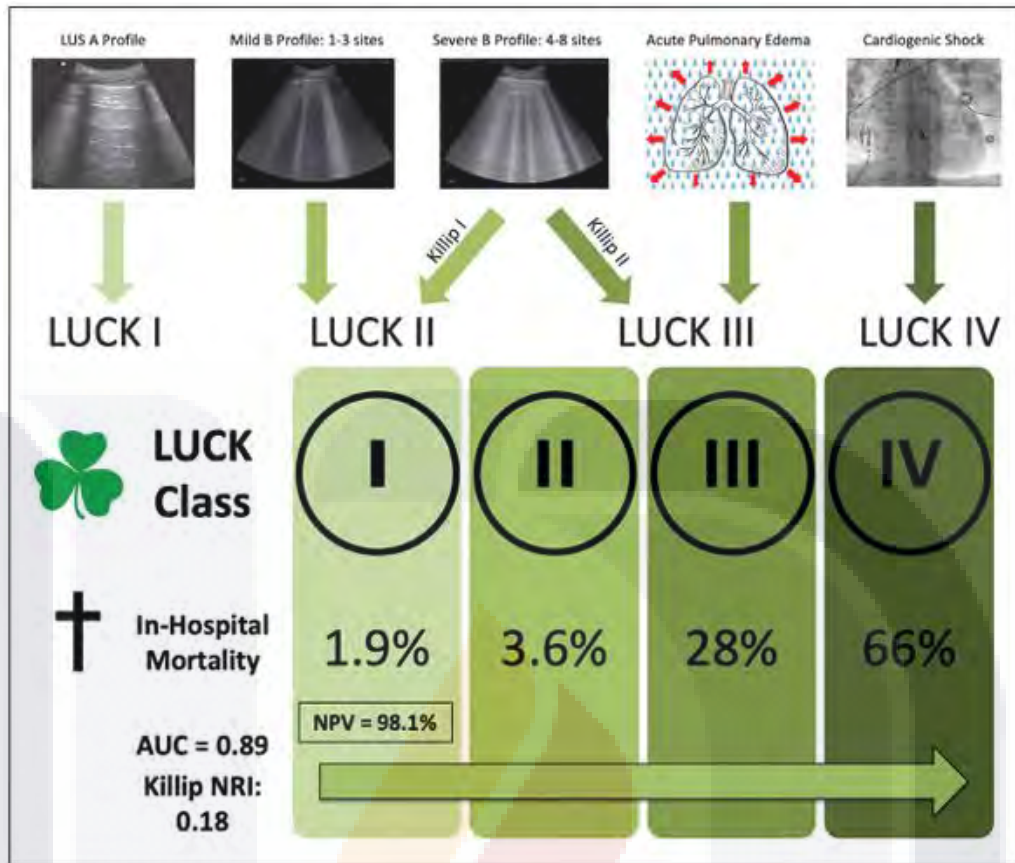 LUS A Profile
Mild B Profile: 1-3 sites
Severe B Profile: 4-8 sites
Acute Pulmonary Edema
Cardiogenic Shock
Killip I
Killip II
LUCK I
LUCK II
LUCK III
LUCK IV
LUCK
Class
I
II
III
IV
In-Hospital
Mortality
1.9%
3.6%
28%
66%
NPV = 98.1%
AUC = 0.89
Killip NRI:
0.18